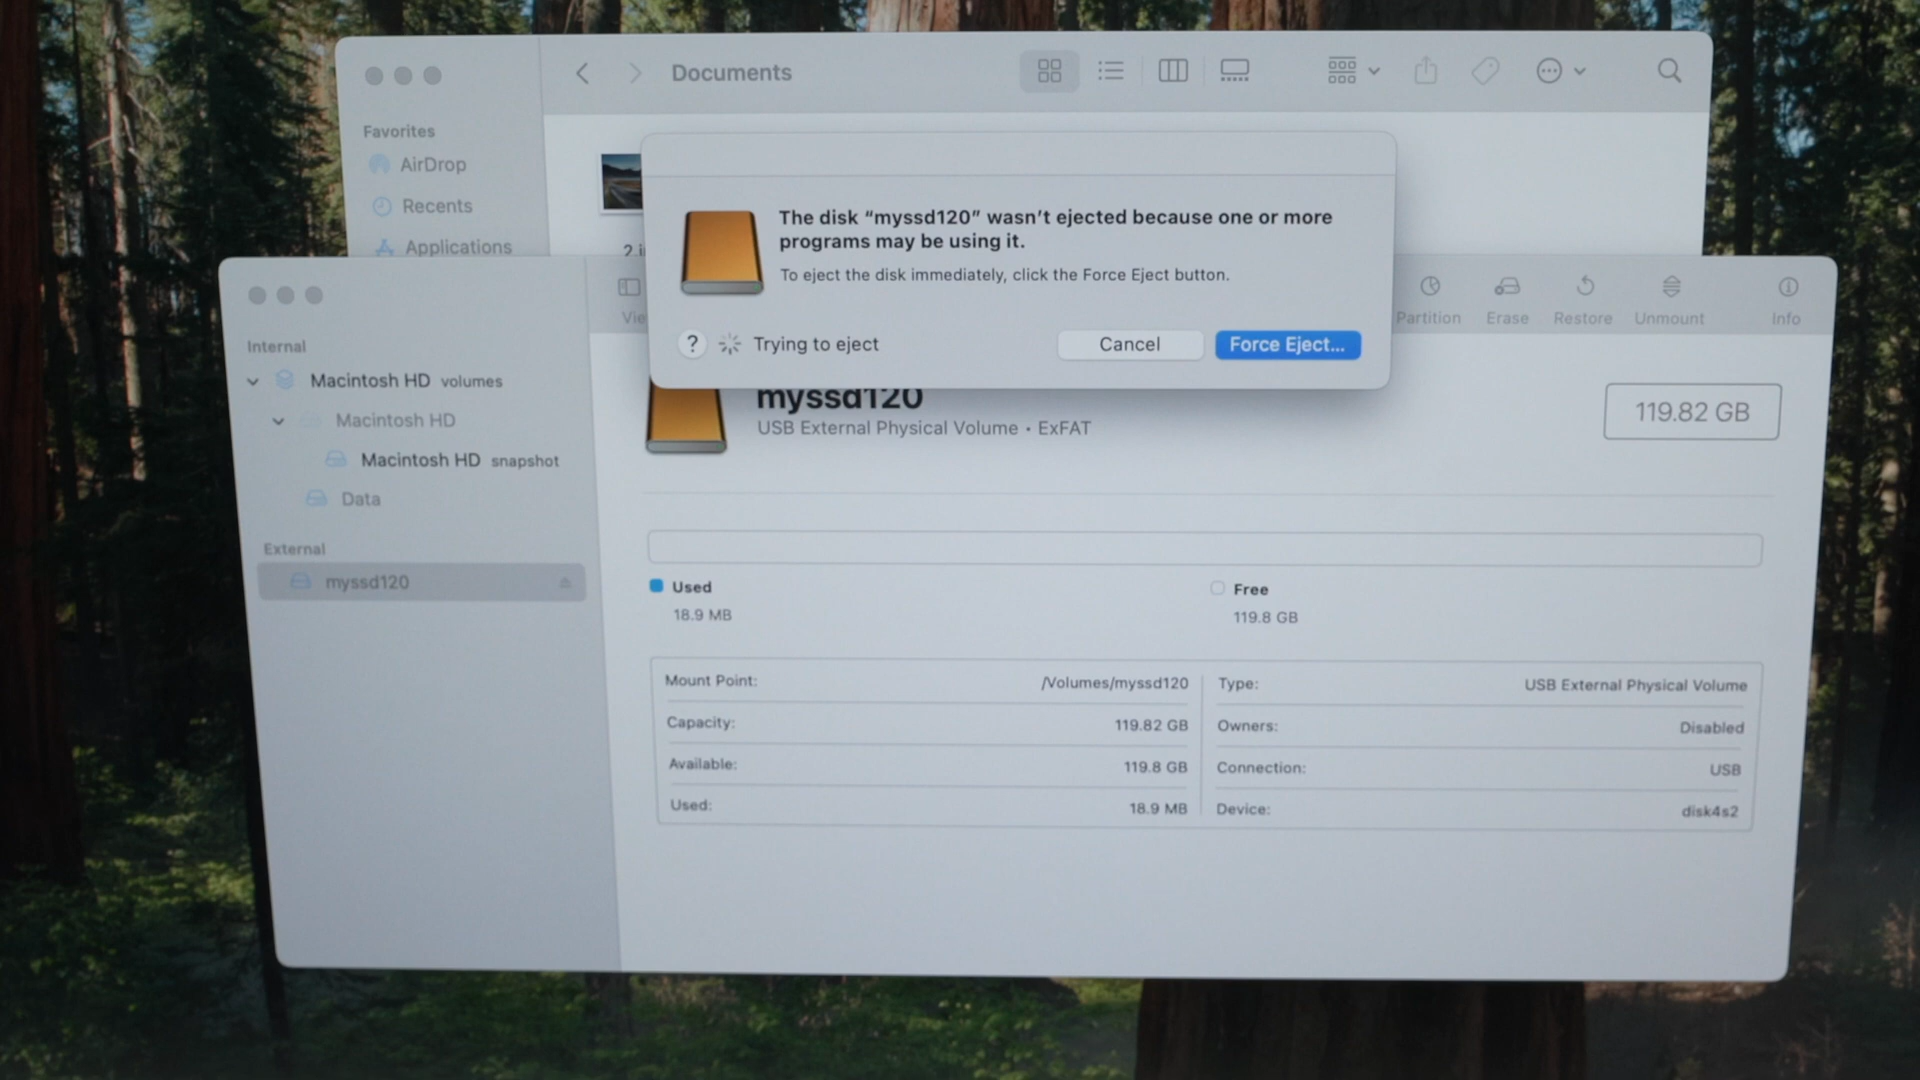 Documents
Favorites
AirDrop
Recents
Applications
The disk “myssd120” wasn’t ejected because one or more
programs may be using it.
To eject the disk immediately, click the Force Eject button.
? Trying to eject
Cancel
Force Eject...
Partition
Erase
Restore
Unmount
Info
Internal
Macintosh HD volumes
Macintosh HD
Macintosh HD snapshot
Data
External
myssd120
myssd120
USB External Physical Volume • ExFAT
119.82 GB
Used
18.9 MB
Free
119.8 GB
Mount Point: /Volumes/myssd120
Capacity: 119.82 GB
Available: 119.8 GB
Used: 18.9 MB
Type: USB External Physical Volume
Owners: Disabled
Connection: USB
Device: disk4s2